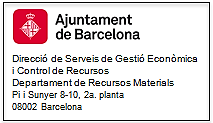 Ajuntament
de Barcelona
Direcció de Serveis de Gestió Econòmica
i Control de Recursos
Departament de Recursos Materials
Pi i Sunyer 8-10, 2a. planta
08002 Barcelona